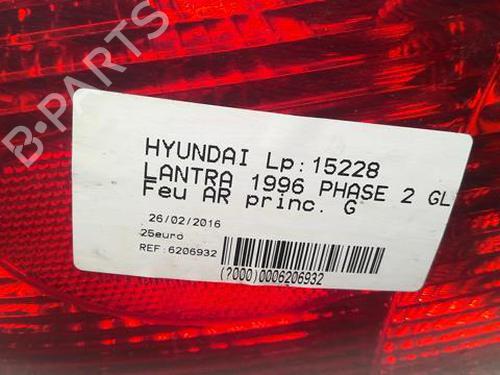 B-PARTS
HYUNDAI Lp:15228
LANTRA 1996 PHASE 2 GL
Feu AR princ. G
26/02/2016
25euro
REF:6206932
(?000)0006206932